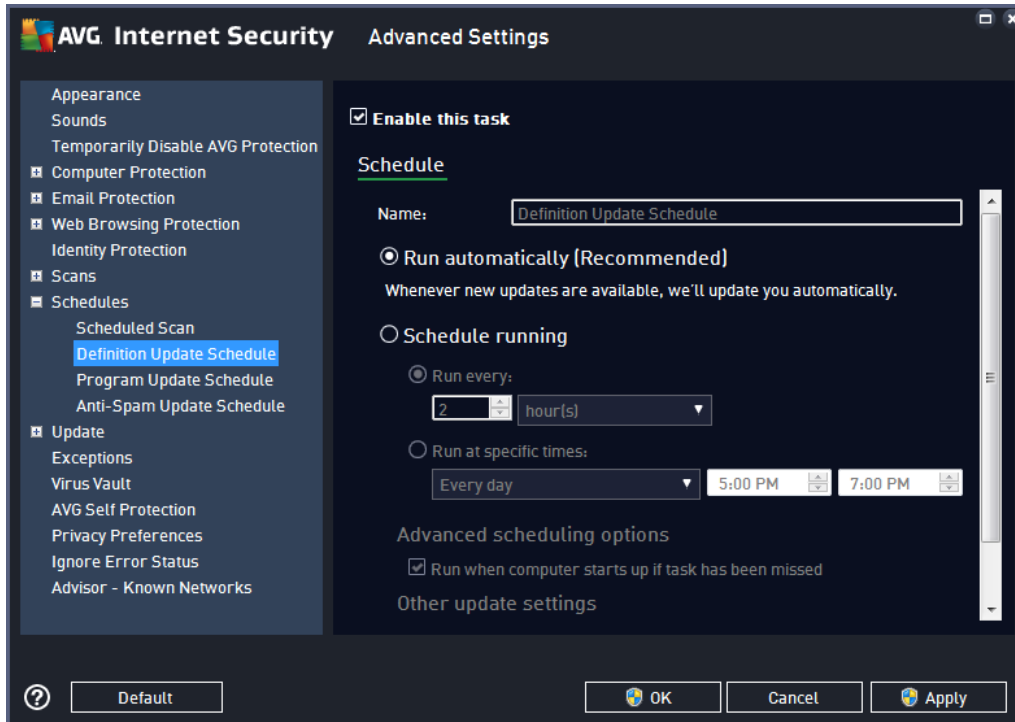 AVG. Internet Security Advanced Settings
Appearance
Sounds
Temporarily Disable AVG Protection
Computer Protection
Email Protection
Web Browsing Protection
Identity Protection
Scans
Schedules
Scheduled Scan
Definition Update Schedule
Program Update Schedule
Anti-Spam Update Schedule
Update
Exceptions
Virus Vault
AVG Self Protection
Privacy Preferences
Ignore Error Status
Advisor - Known Networks
Enable this task
Schedule
Name: Definition Update Schedule
Run automatically (Recommended)
Whenever new updates are available, we'll update you automatically.
Schedule running
Run every:
2 hour(s)
Run at specific times:
Every day 5:00 PM 7:00 PM
Advanced scheduling options
Run when computer starts up if task has been missed
Other update settings
? Default OK Cancel Apply